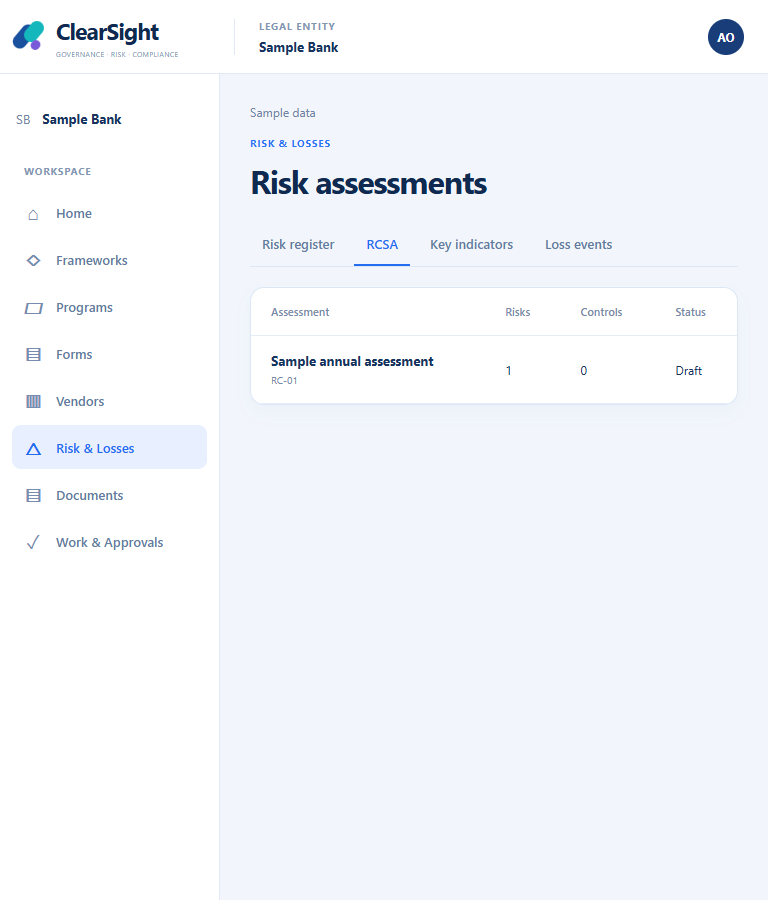 ClearSight
GOVERNANCE · RISK · COMPLIANCE
LEGAL ENTITY
Sample Bank
AO
SB Sample Bank
WORKSPACE
Home
Frameworks
Programs
Forms
Vendors
Risk & Losses
Documents
Work & Approvals
Sample data
RISK & LOSSES
Risk assessments
Risk register RCSA Key indicators Loss events
Assessment Risks Controls Status
Sample annual assessment 1 0 Draft
RC-01